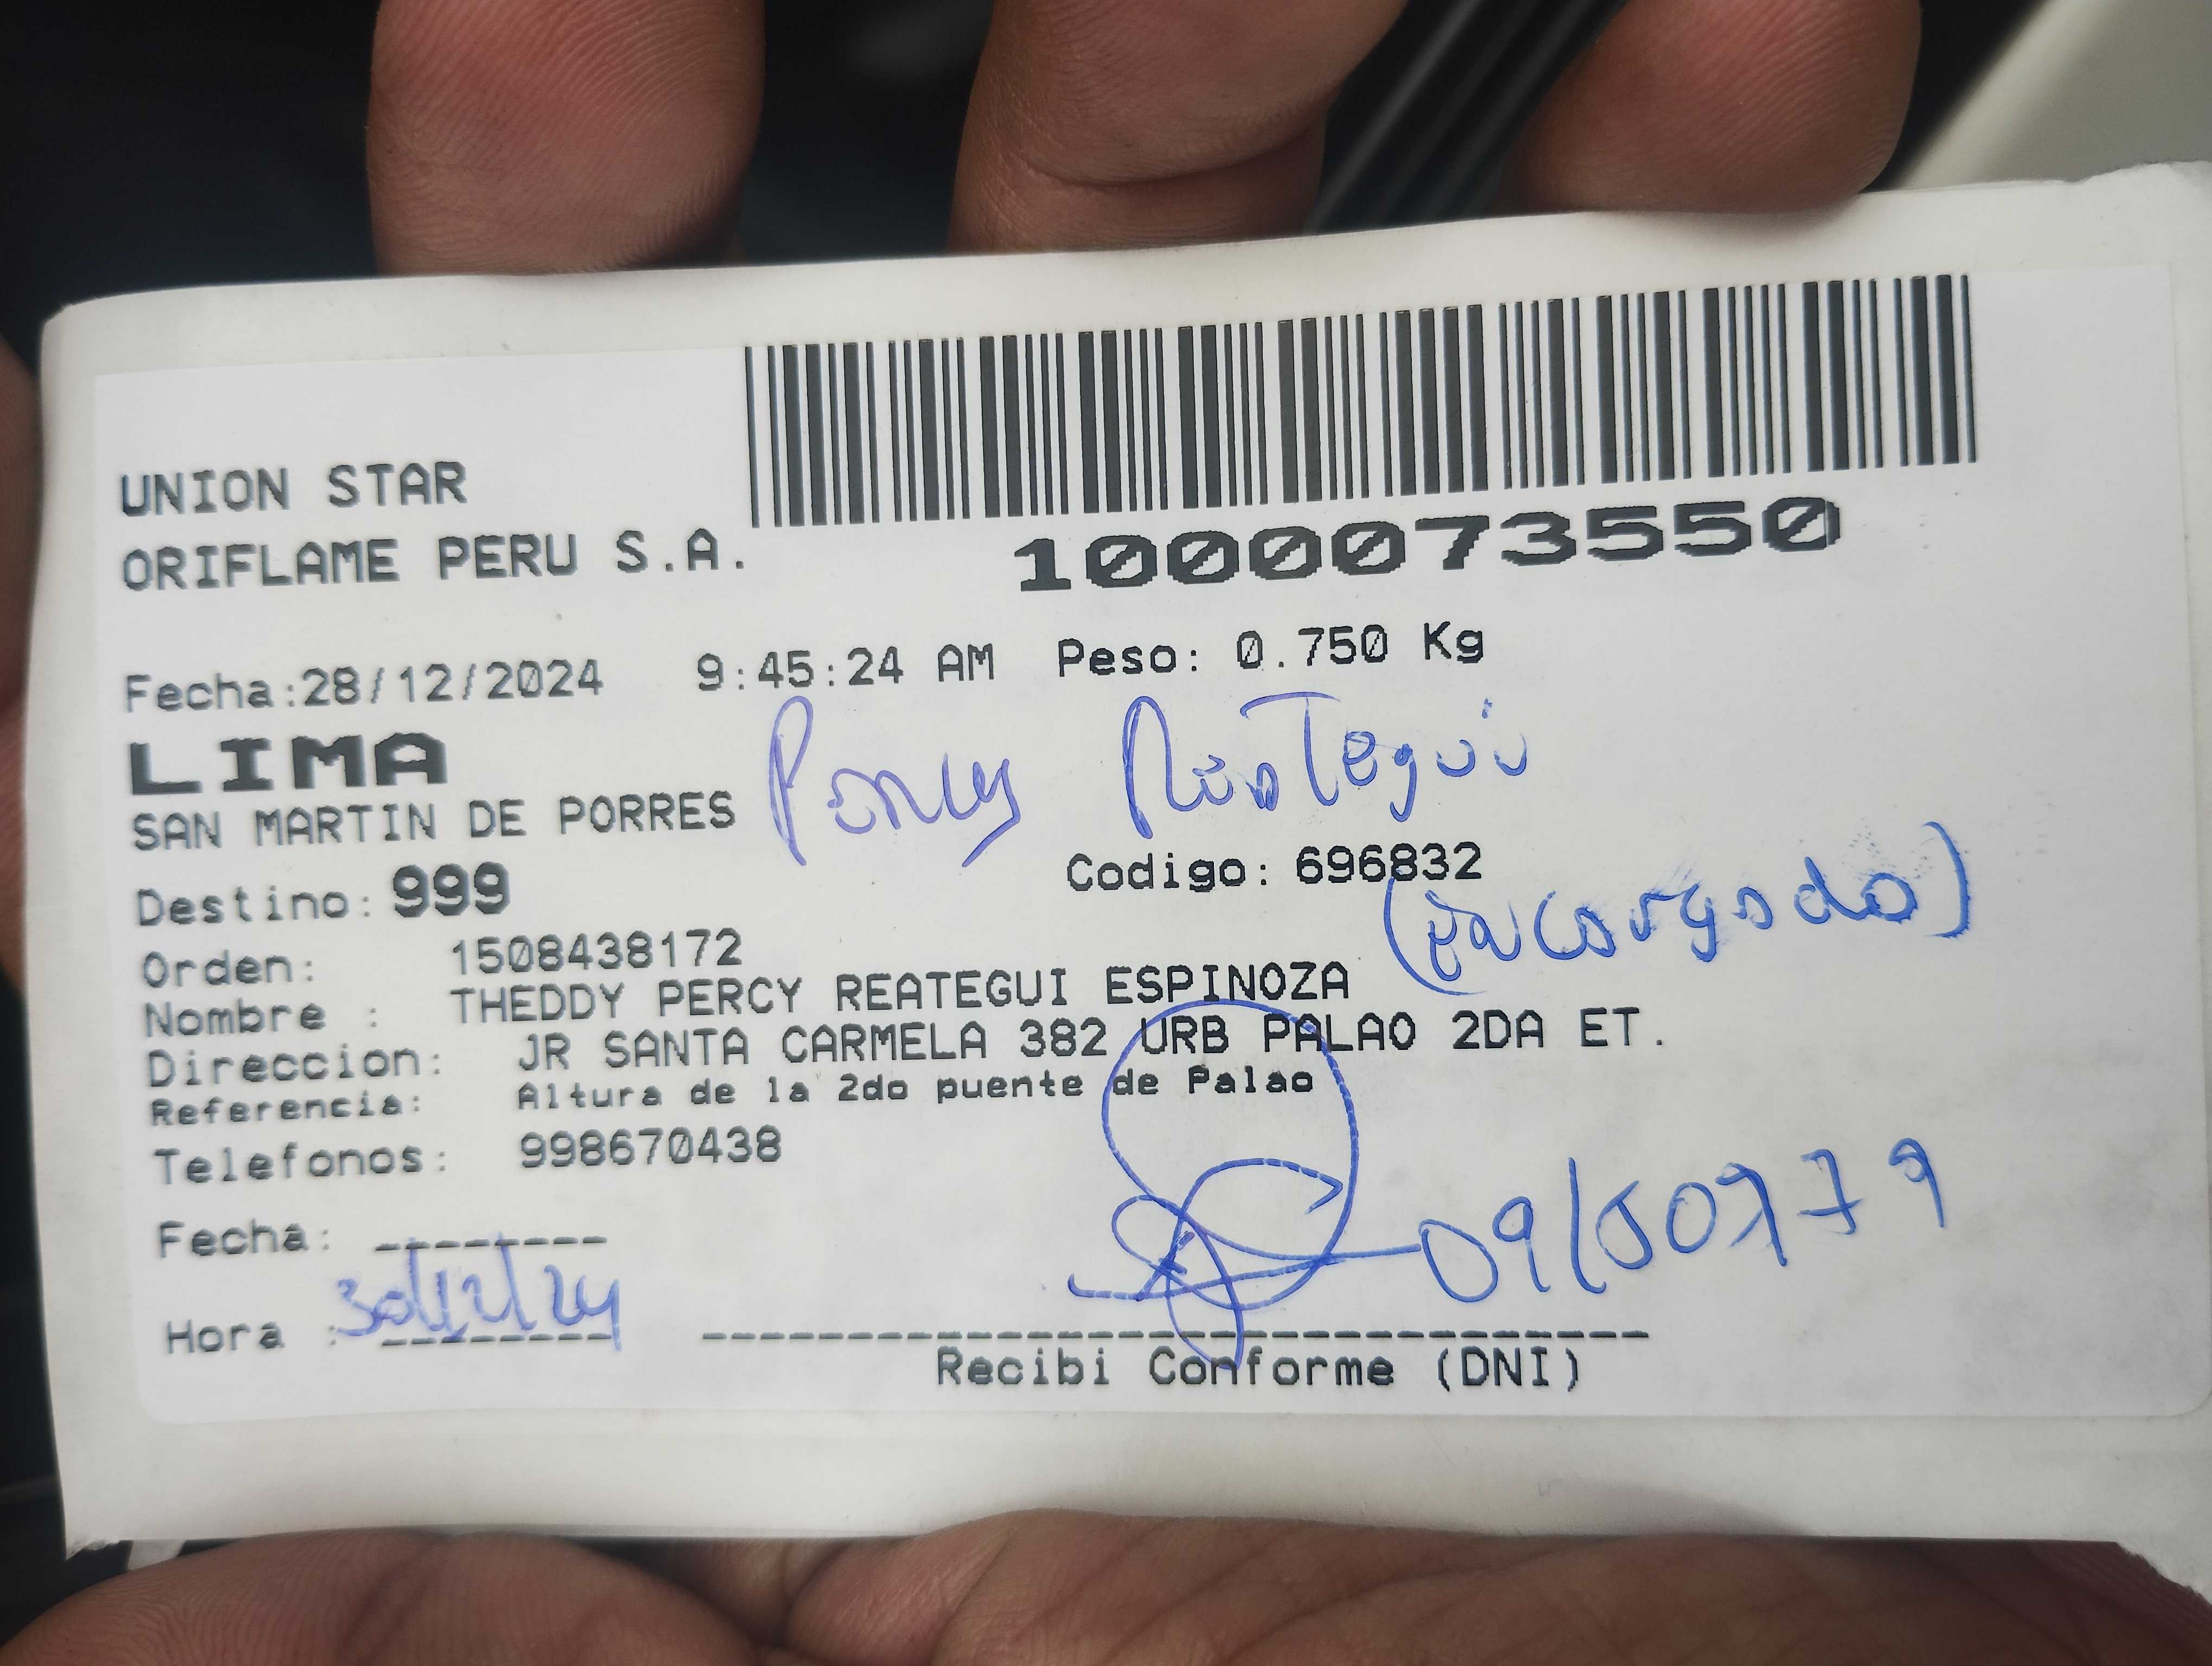 UNION STAR
ORIFLAME PERU S.A.
1000073550
Fecha:28/12/2024 9:45:24 AM Peso: 0.750 Kg
LIMA
Percy Reategui
SAN MARTIN DE PORRES
Destino: 999 Codigo: 696832
(Encargado)
Orden: 1508438172
Nombre : THEDDY PERCY REATEGUI ESPINOZA
Direccion: JR SANTA CARMELA 382 URB PALAO 2DA ET.
Referencia: Altura de la 2do puente de Palao
Telefonos: 998670438
Fecha: --------
30/12/24
Hora : --------
Recibi Conforme (DNI)